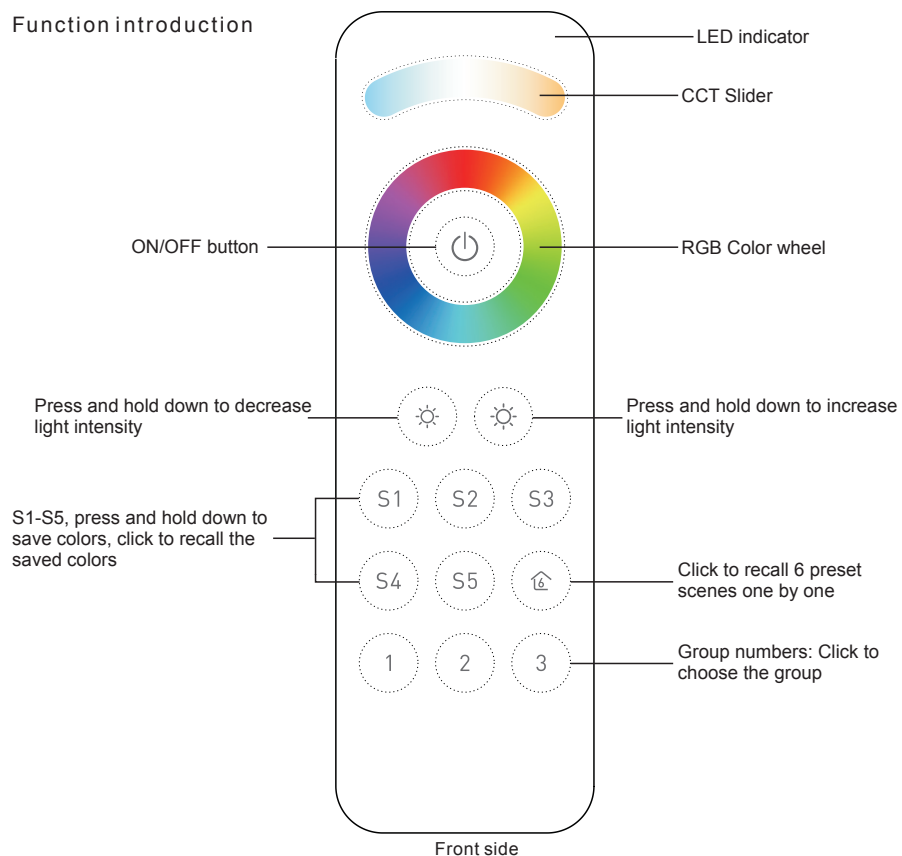 Function introduction
LED indicator
CCT Slider
ON/OFF button
RGB Color wheel
Press and hold down to decrease
light intensity
Press and hold down to increase
light intensity
S1 S2 S3
S1-S5, press and hold down to
save colors, click to recall the
saved colors
S4 S5 6
Click to recall 6 preset
scenes one by one
1 2 3
Group numbers: Click to
choose the group
Front side